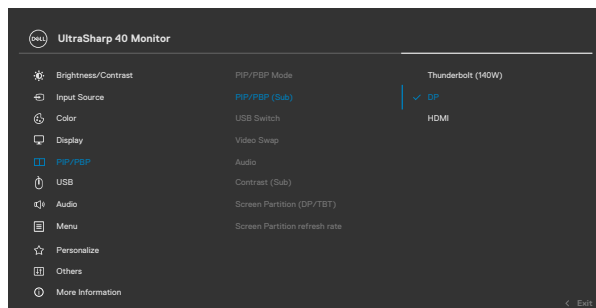 DELL UltraSharp 40 Monitor
Brightness/Contrast
Input Source
Color
Display
PIP/PBP
USB
Audio
Menu
Personalize
Others
More Information
PIP/PBP Mode
PIP/PBP (Sub)
USB Switch
Video Swap
Audio
Contrast (Sub)
Screen Partition (DP/TBT)
Screen Partition refresh rate
Thunderbolt (140W)
DP
HDMI
Exit